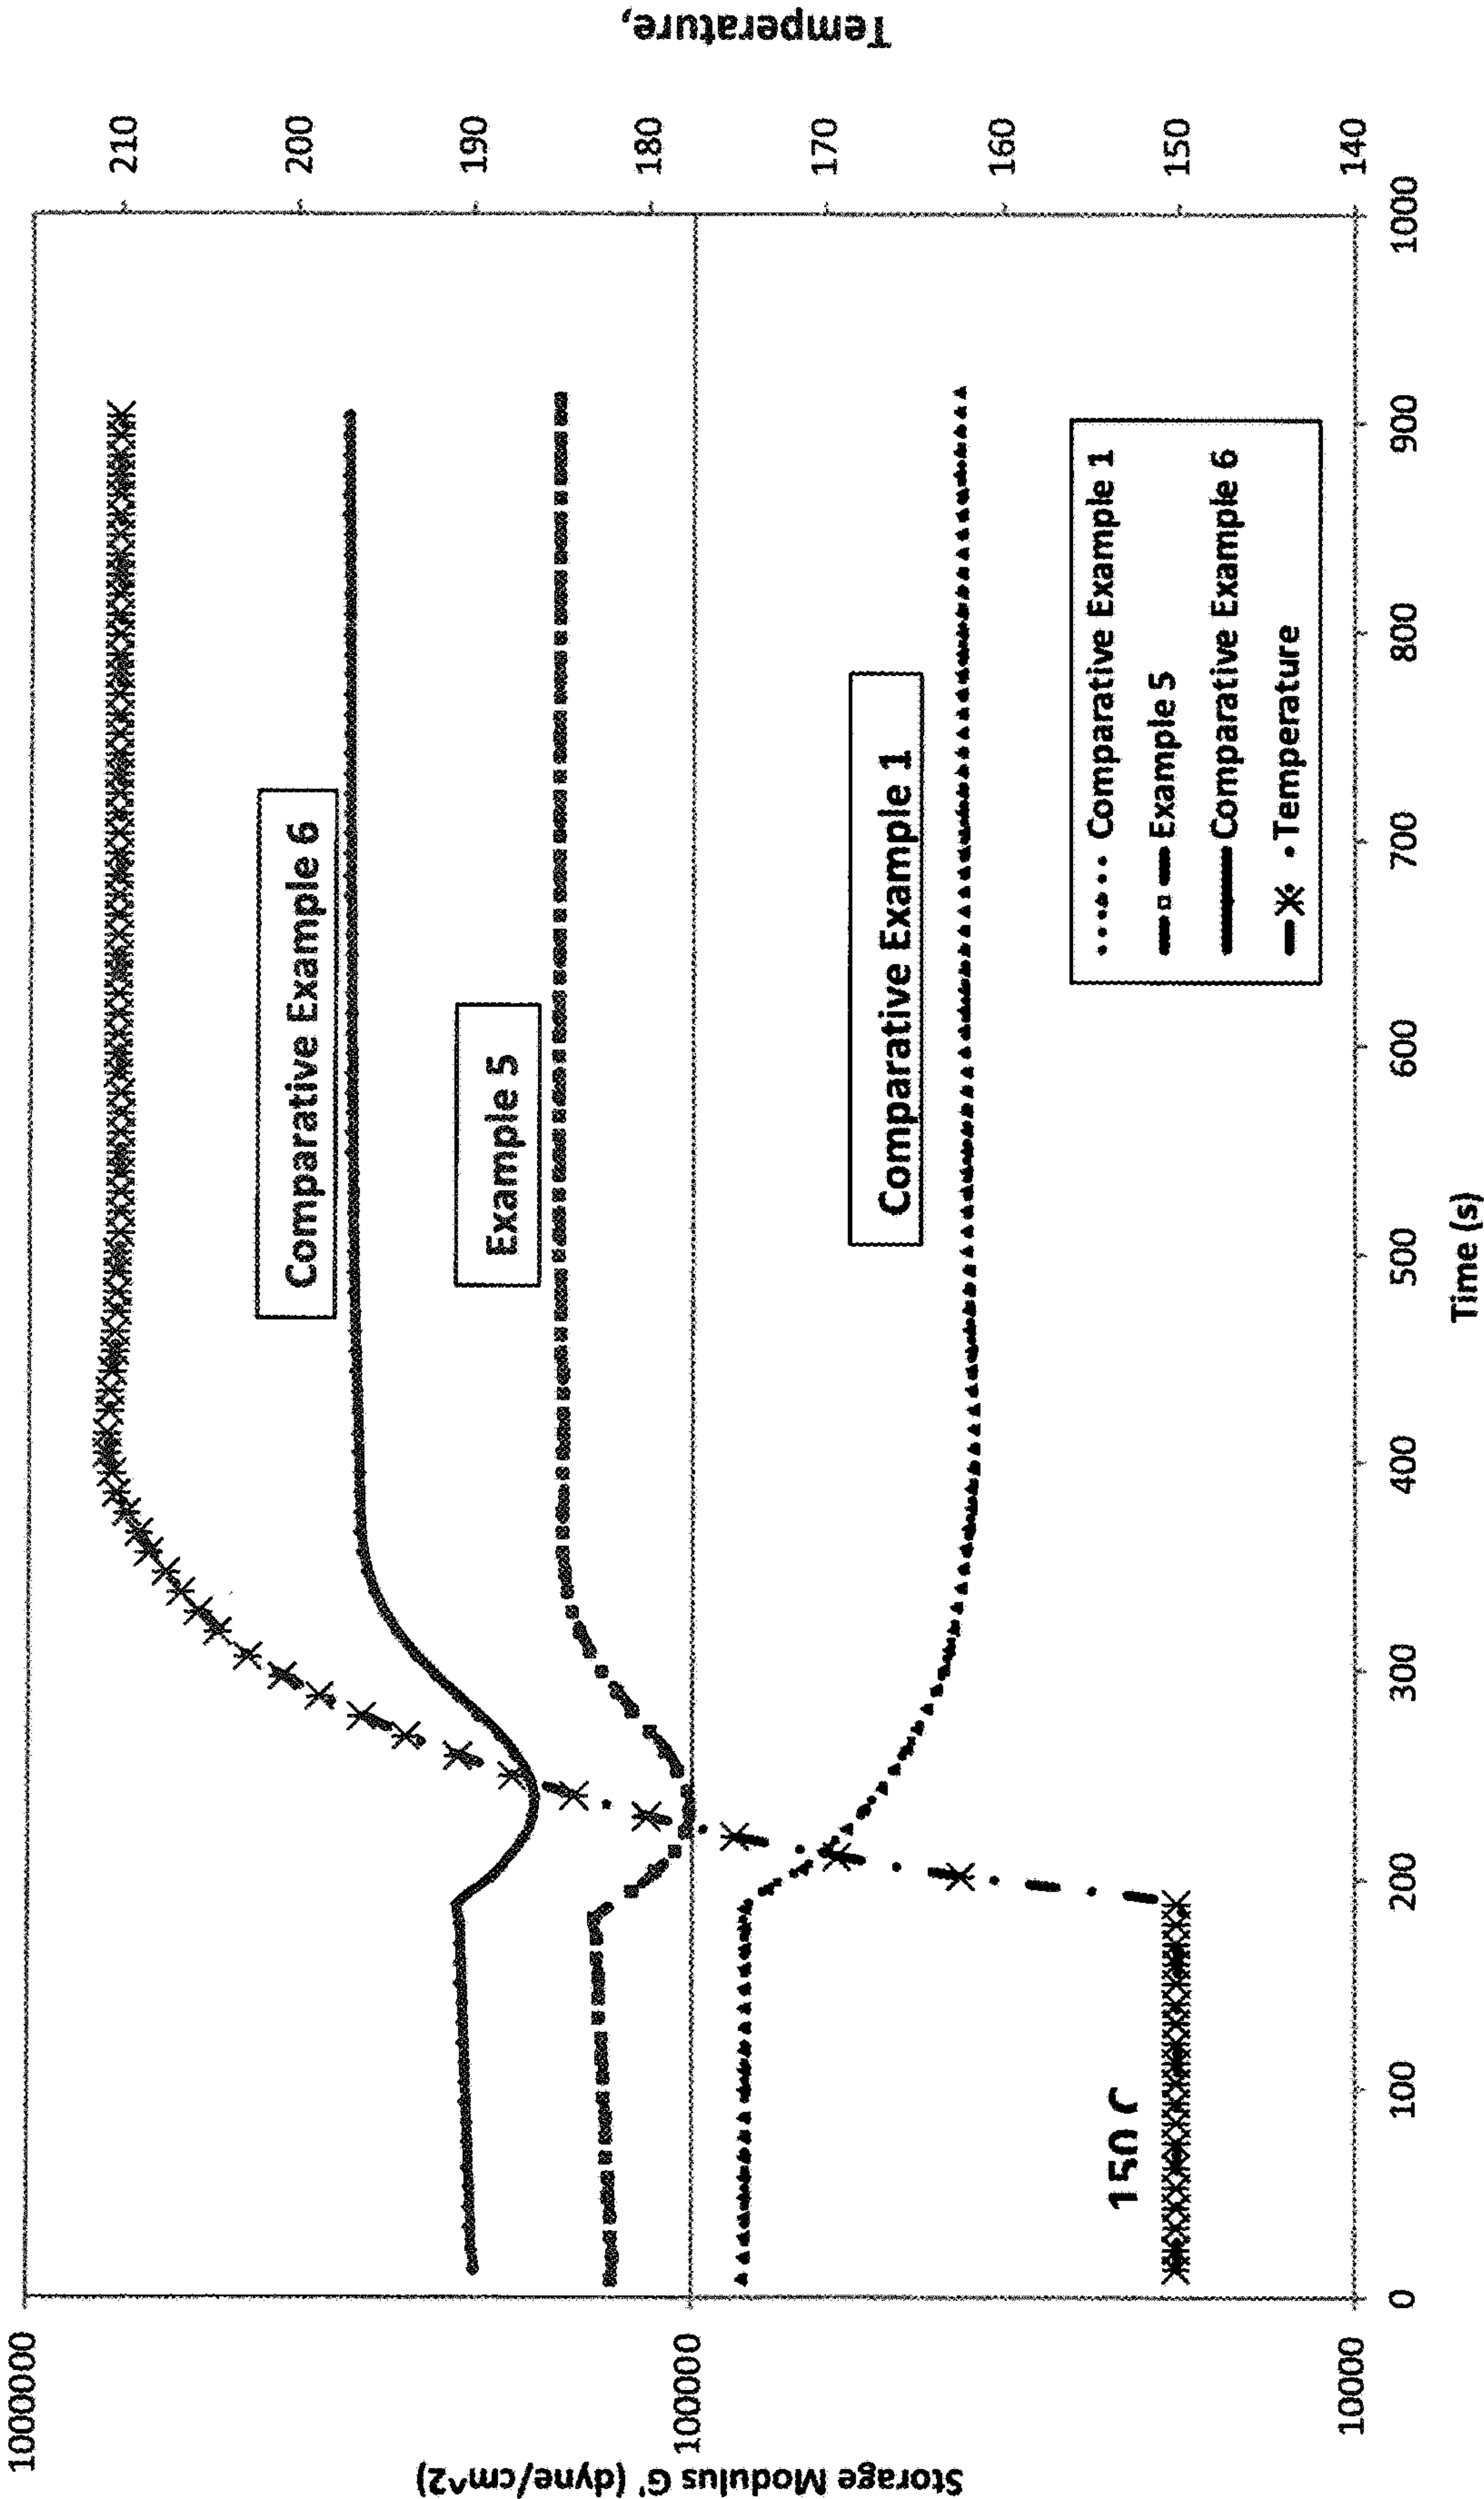 Storage Modulus G' (dyne/cm^2)
1000000
100000
10000
Comparative Example 6
Example 5
Comparative Example 1
150 C
Comparative Example 1
Example 5
Comparative Example 6
Temperature
210
200
190
180
170
160
150
140
Temperature,
0 100 200 300 400 500 600 700 800 900 1000
Time (s)